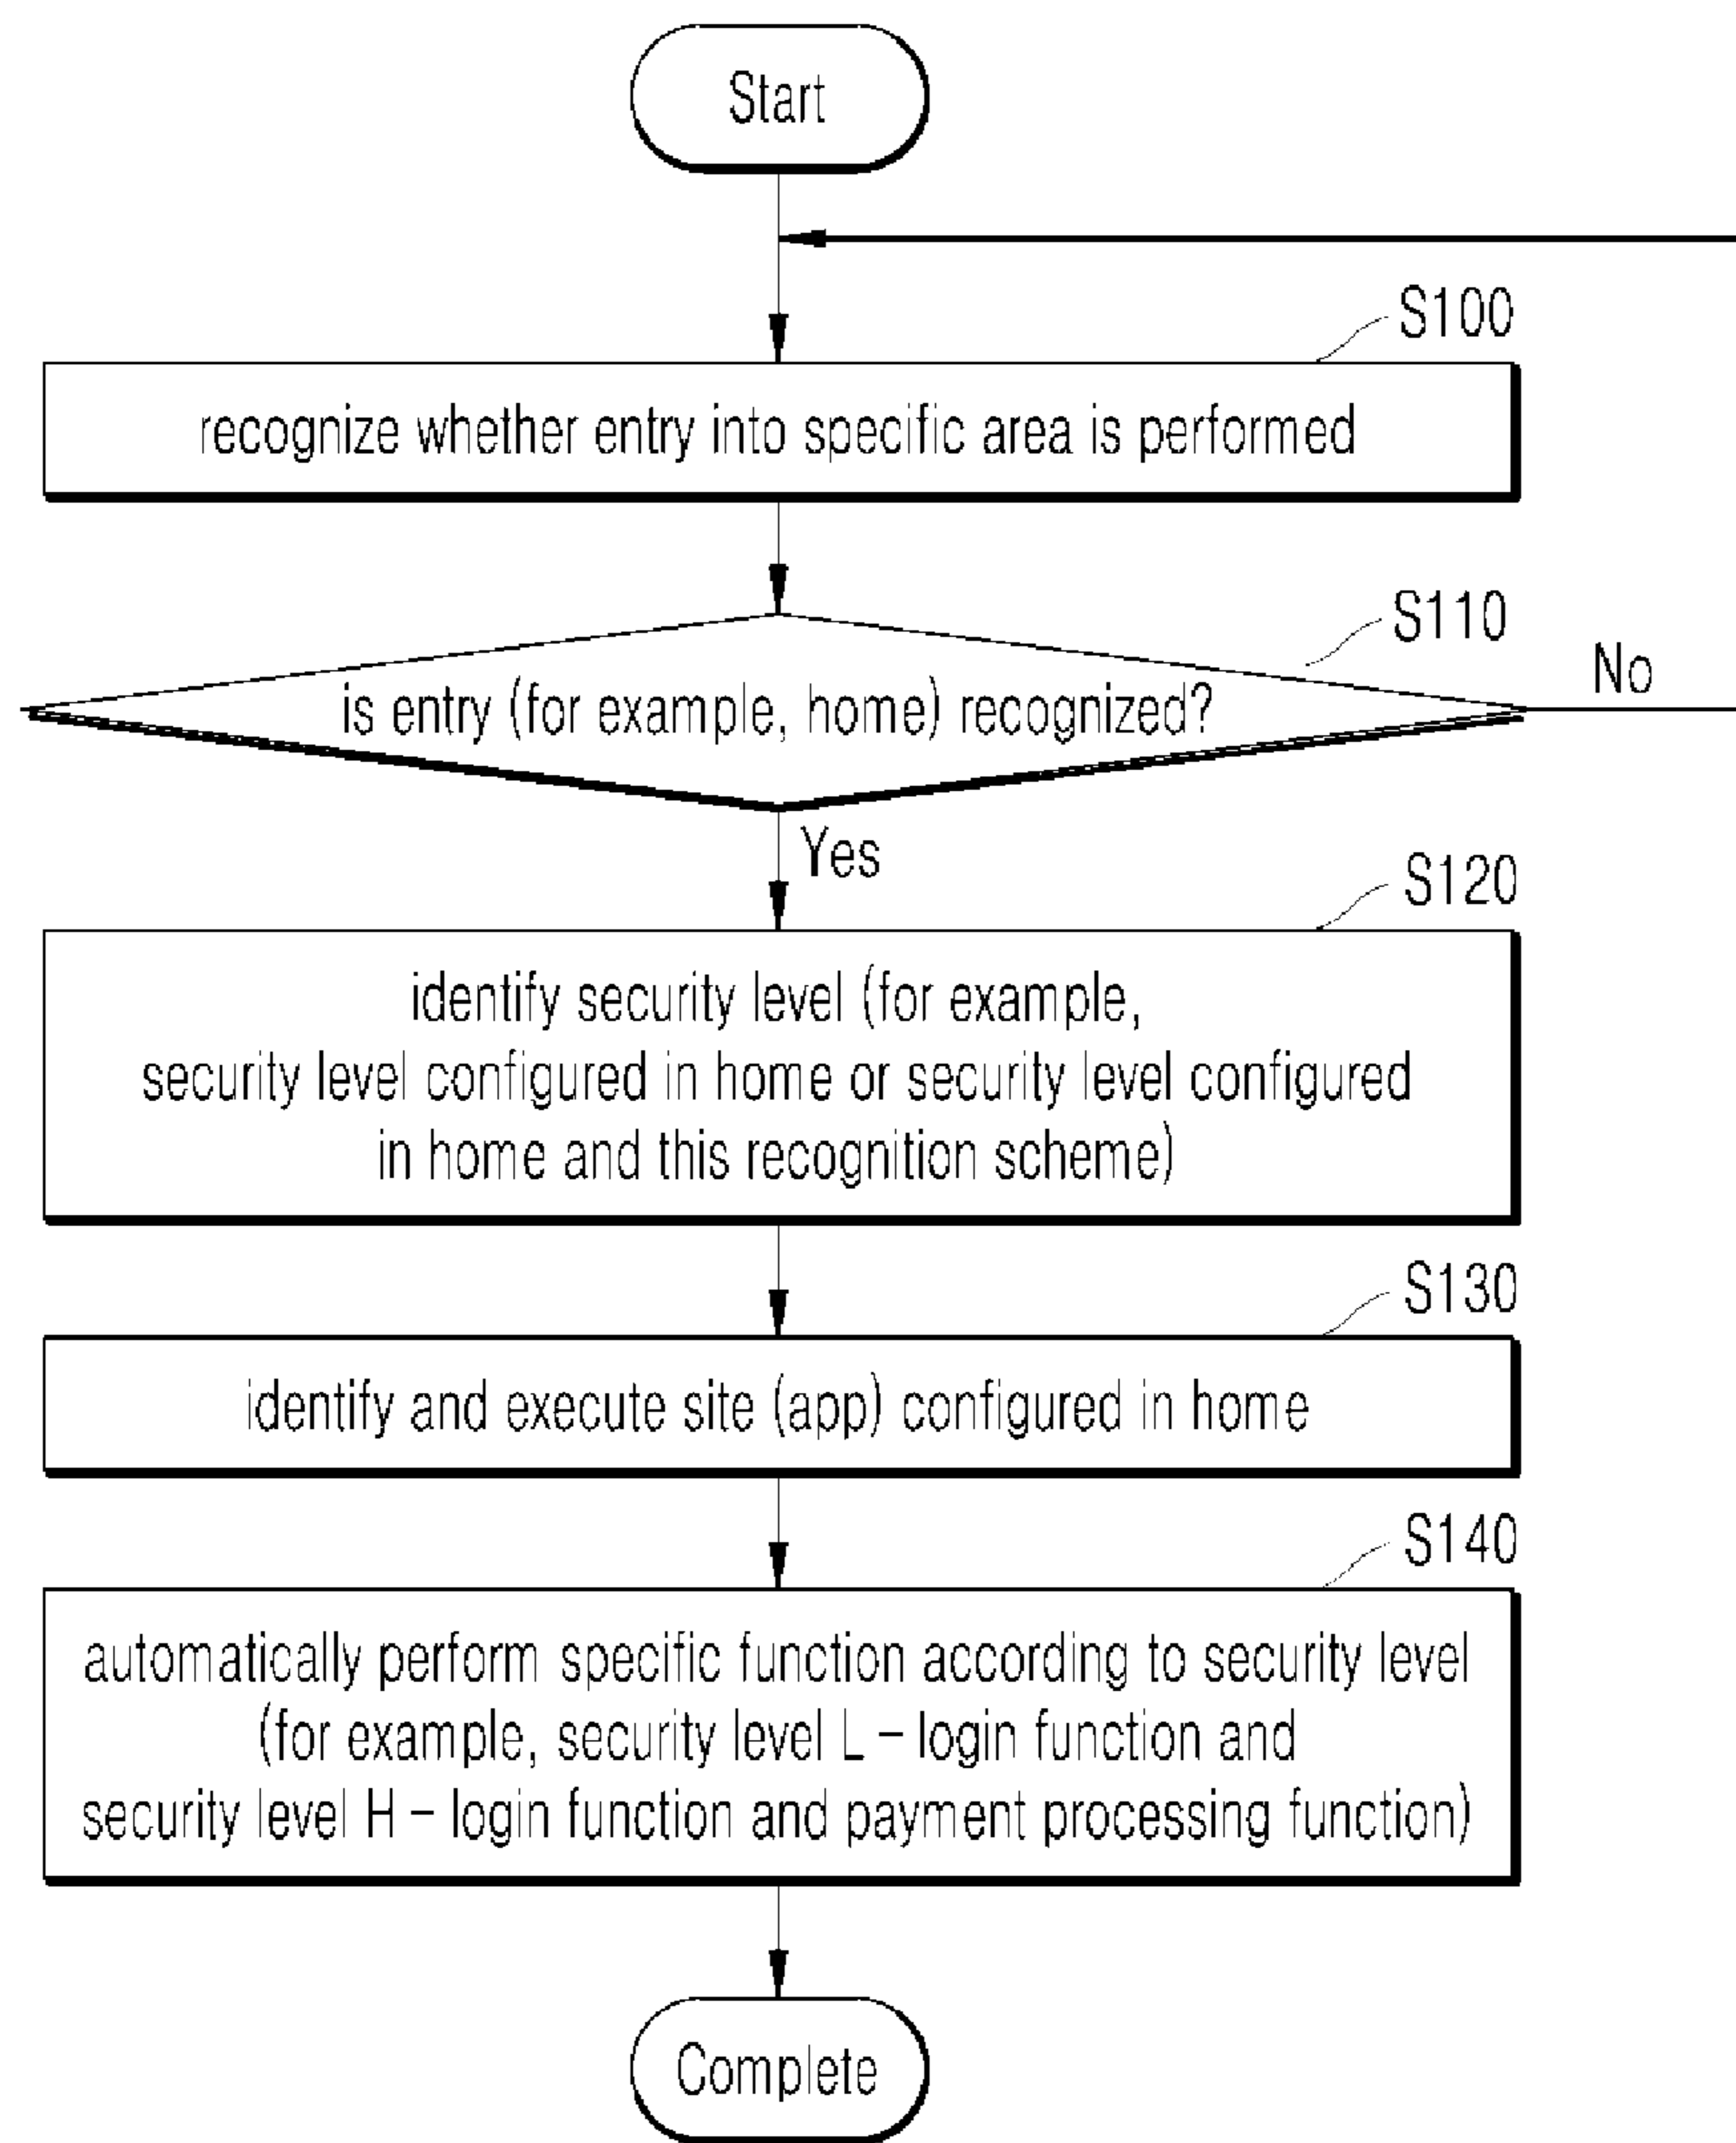 Start
S100
recognize whether entry into specific area is performed
S110
is entry (for example, home) recognized?
No
Yes
S120
identify security level (for example,
security level configured in home or security level configured
in home and this recognition scheme)
S130
identify and execute site (app) configured in home
S140
automatically perform specific function according to security level
(for example, security level L – login function and
security level H – login function and payment processing function)
Complete